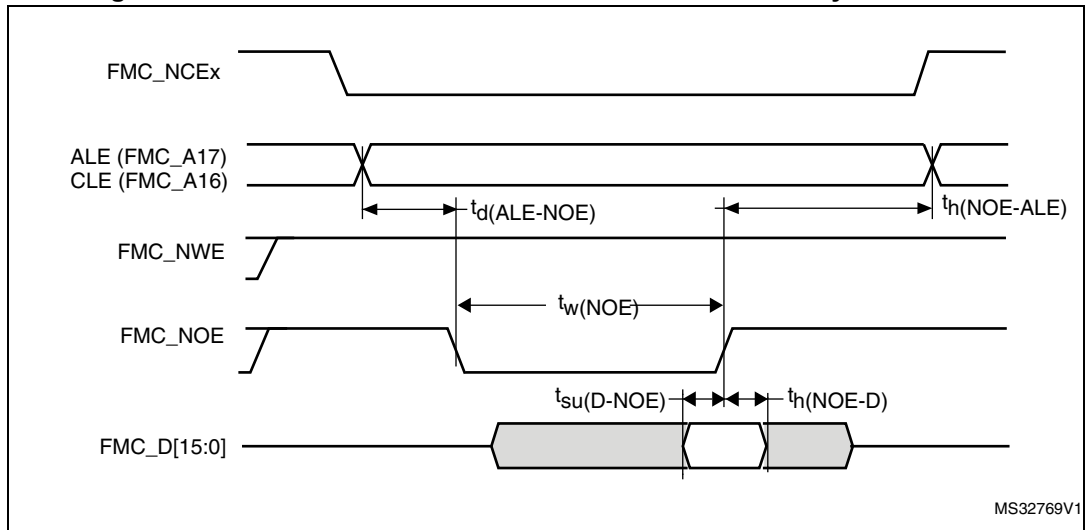 FMC_NCEx
ALE (FMC_A17)
CLE (FMC_A16)
td(ALE-NOE)
th(NOE-ALE)
FMC_NWE
tw(NOE)
FMC_NOE
tsu(D-NOE)
th(NOE-D)
FMC_D[15:0]
MS32769V1